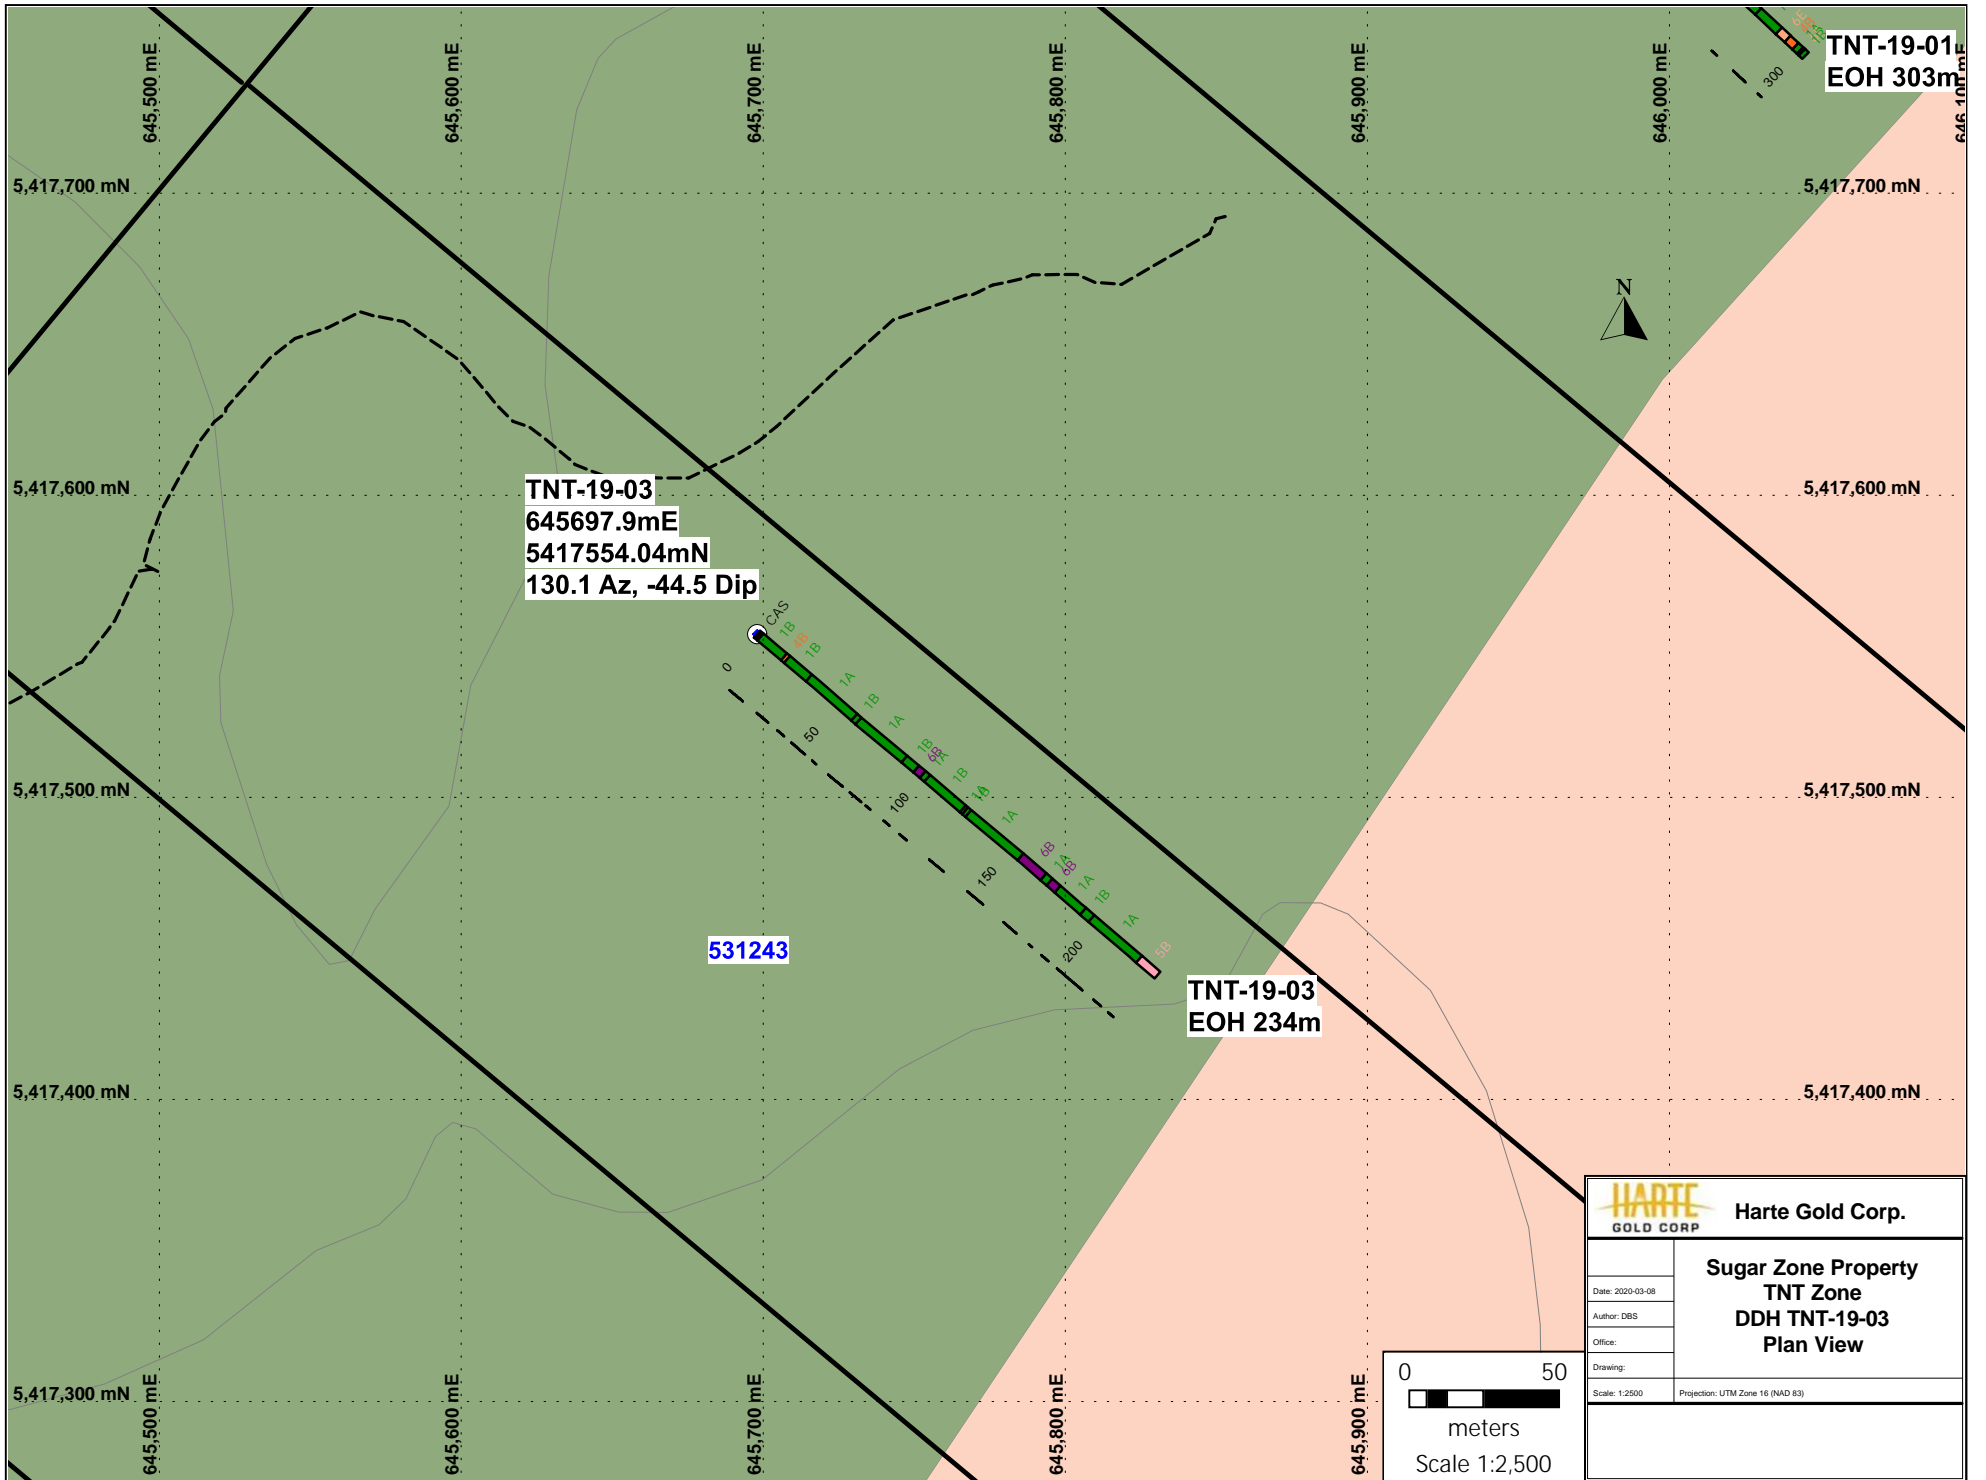 TNT-19-01
EOH 303m
300
645,500 mE
645,600 mE
645,700 mE
645,800 mE
645,900 mE
646,000 mE
646,100 mE
5,417,700 mN
5,417,700 mN
N
5,417,600 mN
5,417,600 mN
TNT-19-03
645697.9mE
5417554.04mN
130.1 Az, -44.5 Dip
CAS
1B
4B
1B
1A
1B
1A
1B
6B
1A
1B
1A
1B
1A
6B
1A
6B
1A
1B
1A
5B
0
50
100
150
200
5,417,500 mN
5,417,500 mN
531243
TNT-19-03
EOH 234m
5,417,400 mN
5,417,400 mN
5,417,300 mN
645,500 mE
645,600 mE
645,700 mE
645,800 mE
645,900 mE
0 50
meters
Scale 1:2,500
HARTE
GOLD CORP
Harte Gold Corp.
Sugar Zone Property
TNT Zone
DDH TNT-19-03
Plan View
Date: 2020-03-08
Author: DBS
Office:
Drawing:
Scale: 1:2500
Projection: UTM Zone 16 (NAD 83)